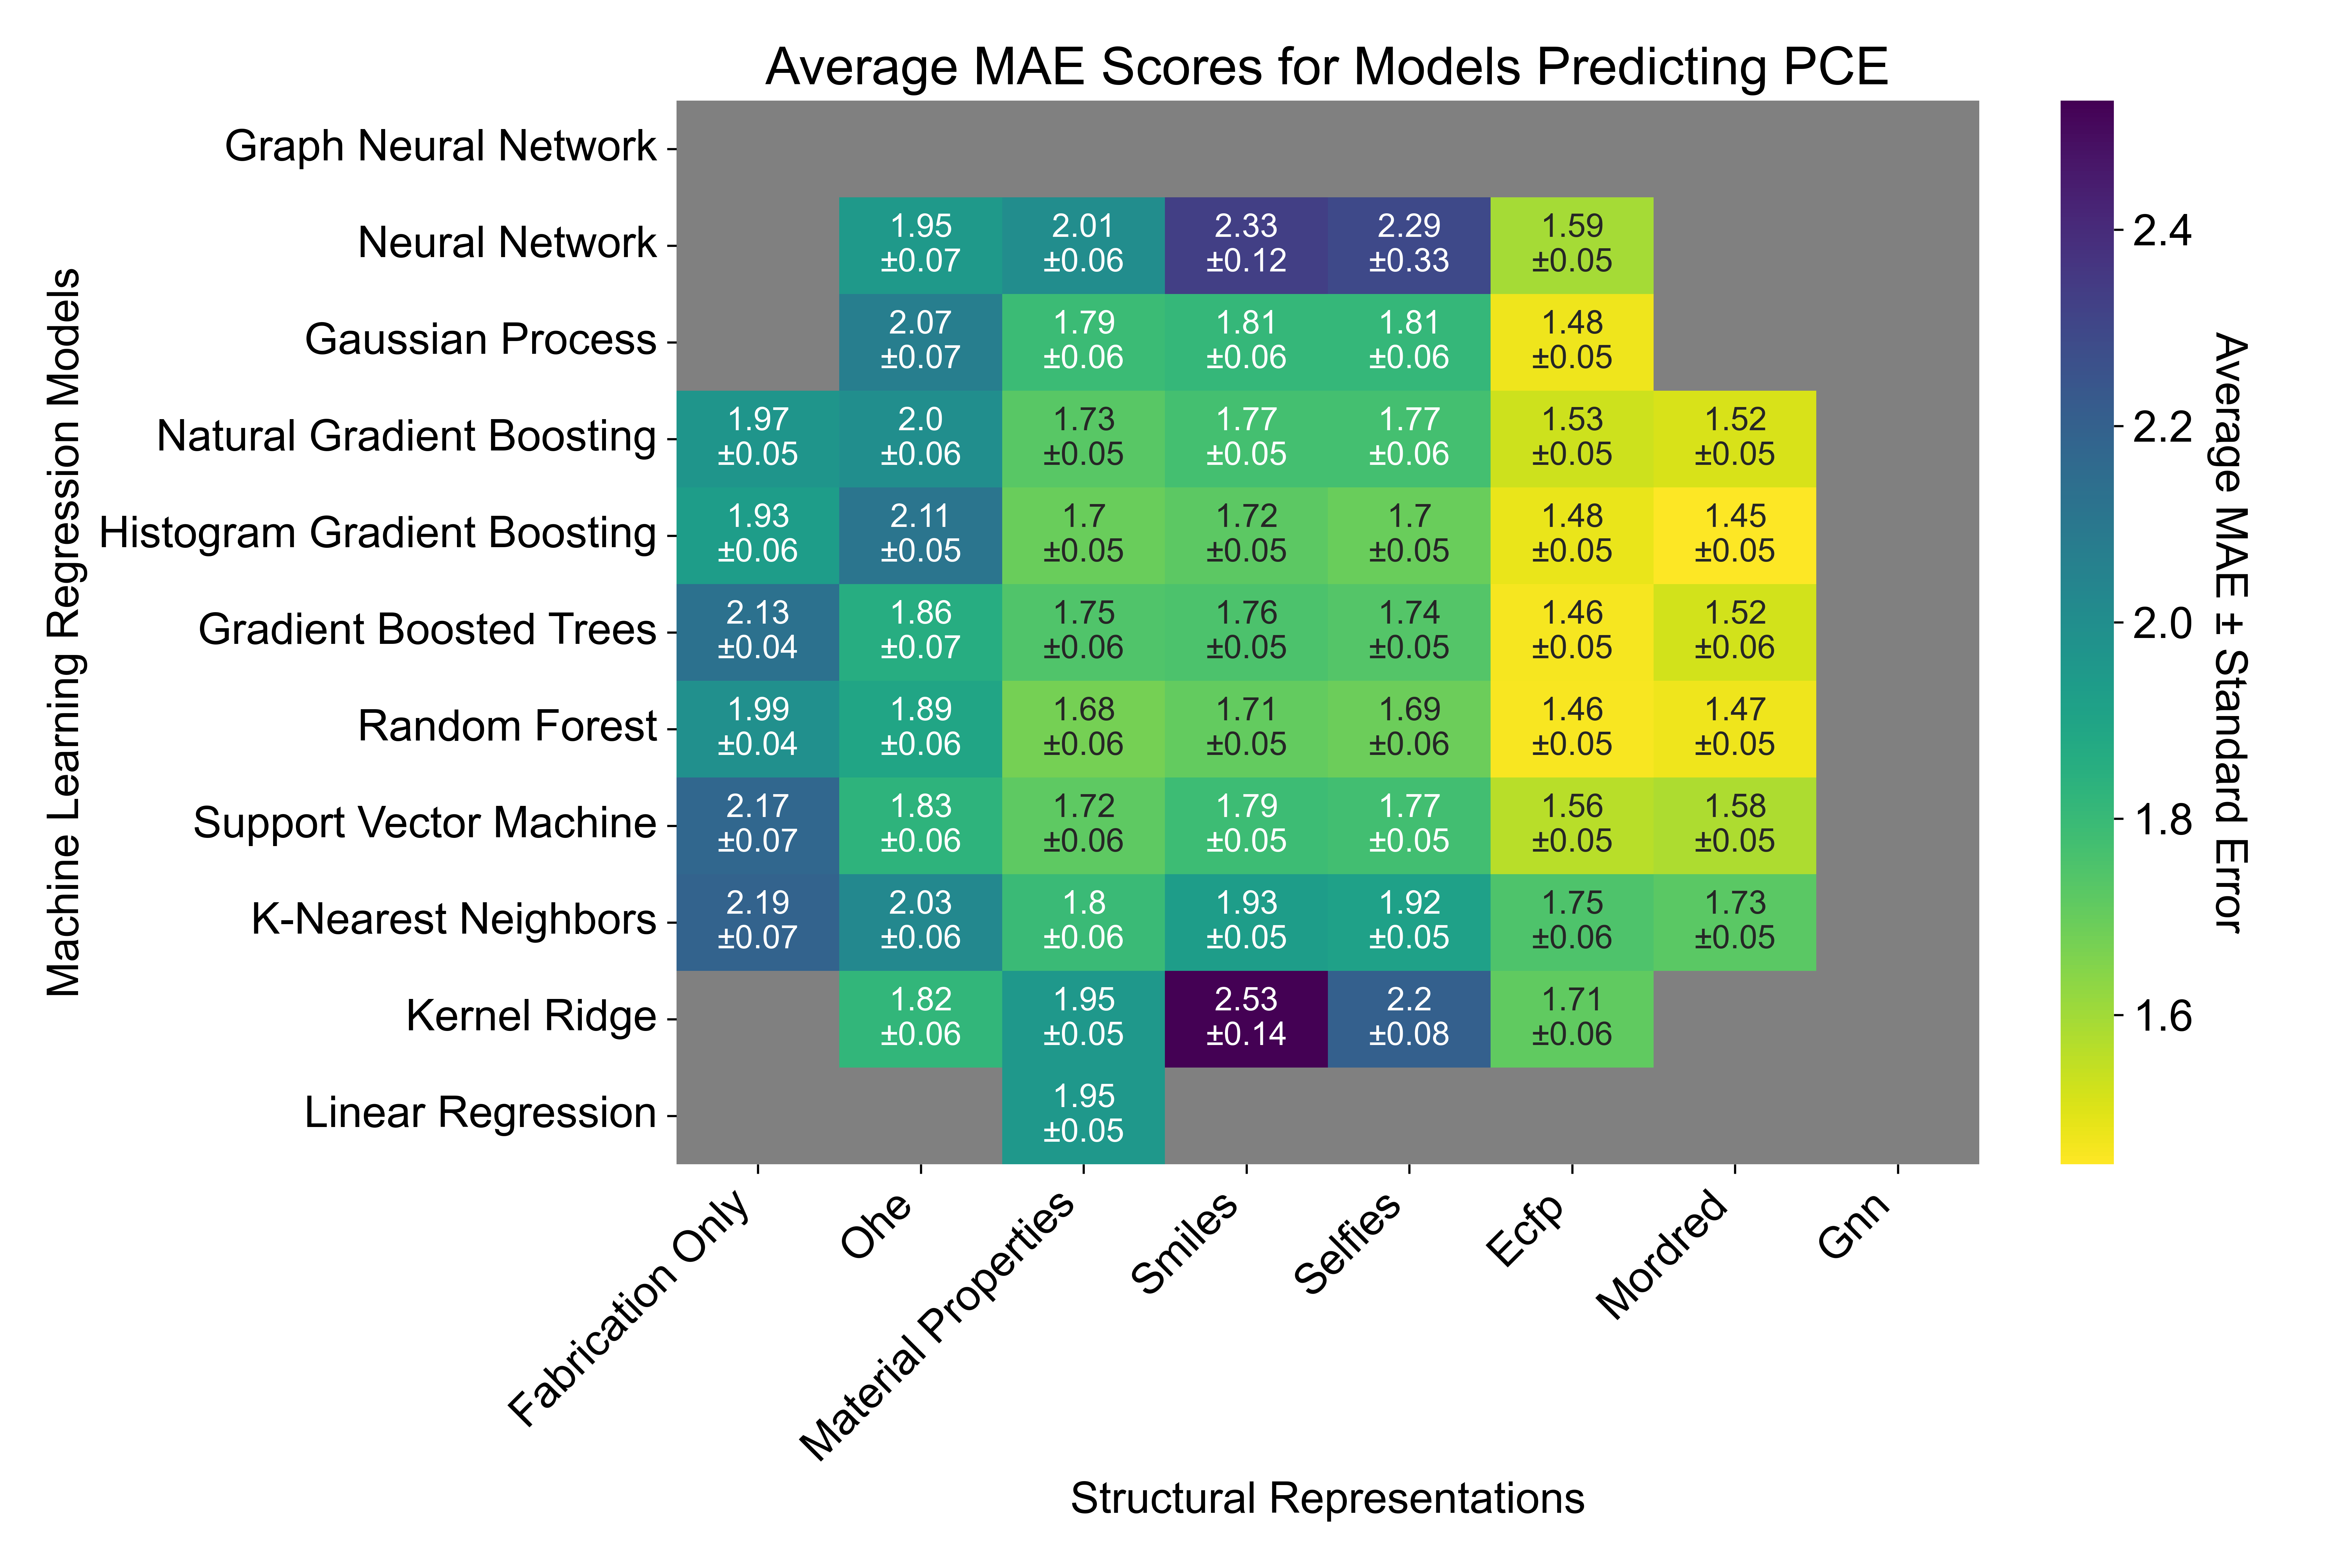 Average MAE Scores for Models Predicting PCE
Machine Learning Regression Models
Graph Neural Network
Neural Network
1.95 2.01 2.33 2.29 1.59
±0.07 ±0.06 ±0.12 ±0.33 ±0.05
Gaussian Process
2.07 1.79 1.81 1.81 1.48
±0.07 ±0.06 ±0.06 ±0.06 ±0.05
Natural Gradient Boosting
1.97 2.0 1.73 1.77 1.77 1.53 1.52
±0.05 ±0.06 ±0.05 ±0.05 ±0.06 ±0.05 ±0.05
Histogram Gradient Boosting
1.93 2.11 1.7 1.72 1.7 1.48 1.45
±0.06 ±0.05 ±0.05 ±0.05 ±0.05 ±0.05 ±0.05
Gradient Boosted Trees
2.13 1.86 1.75 1.76 1.74 1.46 1.52
±0.04 ±0.07 ±0.06 ±0.05 ±0.05 ±0.05 ±0.06
Random Forest
1.99 1.89 1.68 1.71 1.69 1.46 1.47
±0.04 ±0.06 ±0.06 ±0.05 ±0.06 ±0.05 ±0.05
Support Vector Machine
2.17 1.83 1.72 1.79 1.77 1.56 1.58
±0.07 ±0.06 ±0.06 ±0.05 ±0.05 ±0.05 ±0.05
K-Nearest Neighbors
2.19 2.03 1.8 1.93 1.92 1.75 1.73
±0.07 ±0.06 ±0.06 ±0.05 ±0.05 ±0.06 ±0.05
Kernel Ridge
1.82 1.95 2.53 2.2 1.71
±0.06 ±0.05 ±0.14 ±0.08 ±0.06
Linear Regression
1.95
±0.05
Fabrication Only
Ohe
Material Properties
Smiles
Selfies
Ecfp
Mordred
Gnn
Structural Representations
2.4
2.2
2.0
1.8
1.6
Average MAE ± Standard Error